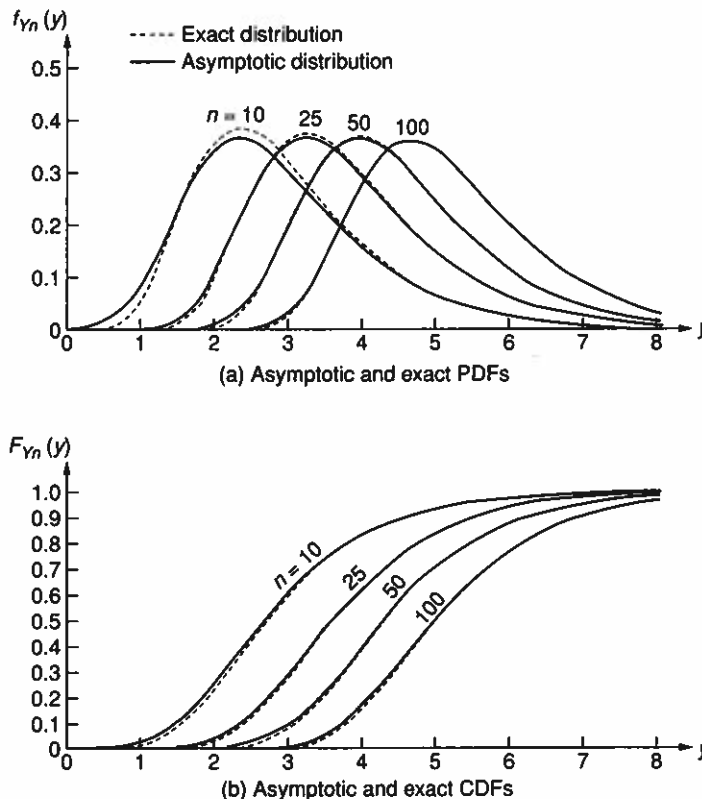 fYn (y)
Exact distribution
Asymptotic distribution
0.5
0.4
0.3
0.2
0.1
0
n = 10
25
50
100
0 1 2 3 4 5 6 7 8
(a) Asymptotic and exact PDFs
FYn (y)
1.0
0.9
0.8
0.7
0.6
0.5
0.4
0.3
0.2
0.1
0
n = 10
25
50
100
0 1 2 3 4 5 6 7 8
(b) Asymptotic and exact CDFs